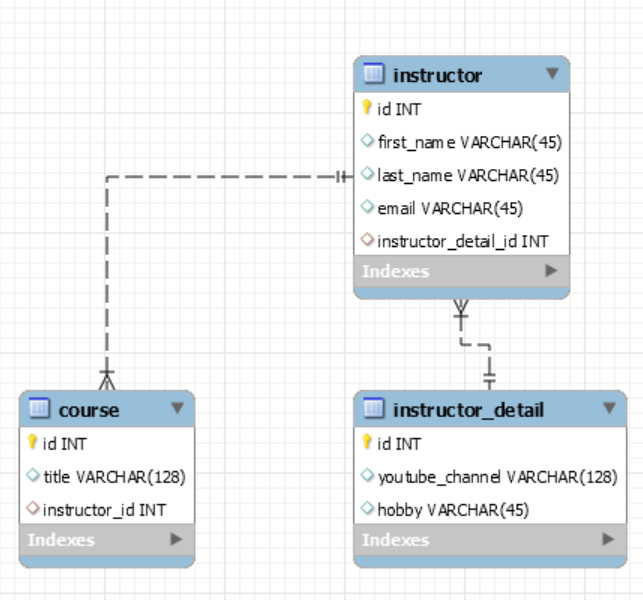 instructor
id INT
first_name VARCHAR(45)
last_name VARCHAR(45)
email VARCHAR(45)
instructor_detail_id INT
Indexes
course
id INT
title VARCHAR(128)
instructor_id INT
Indexes
instructor_detail
id INT
youtube_channel VARCHAR(128)
hobby VARCHAR(45)
Indexes